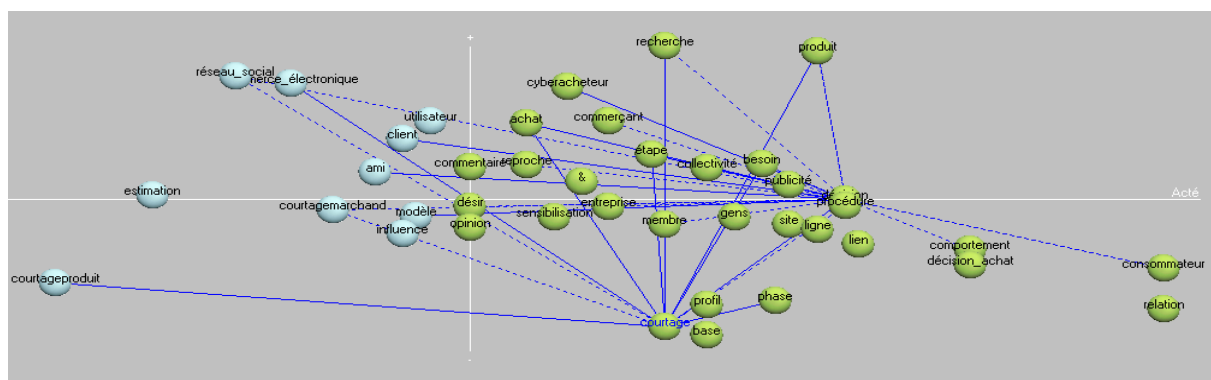 recherche
produit
réseau_social
nerce_électronique
cyberacheteur
utilisateur
achat
commerçant
client
étape
commentaire
reproche
collectivité
besoin
ami
&
publicité
estimation
Acté
courtagemarchand
désir
entreprise
procédure
modèle
sensibilisation
membre
gens
site
ligne
influence
opinion
lien
comportement
décision_achat
consommateur
courtageproduit
profil
phase
relation
courtage
base